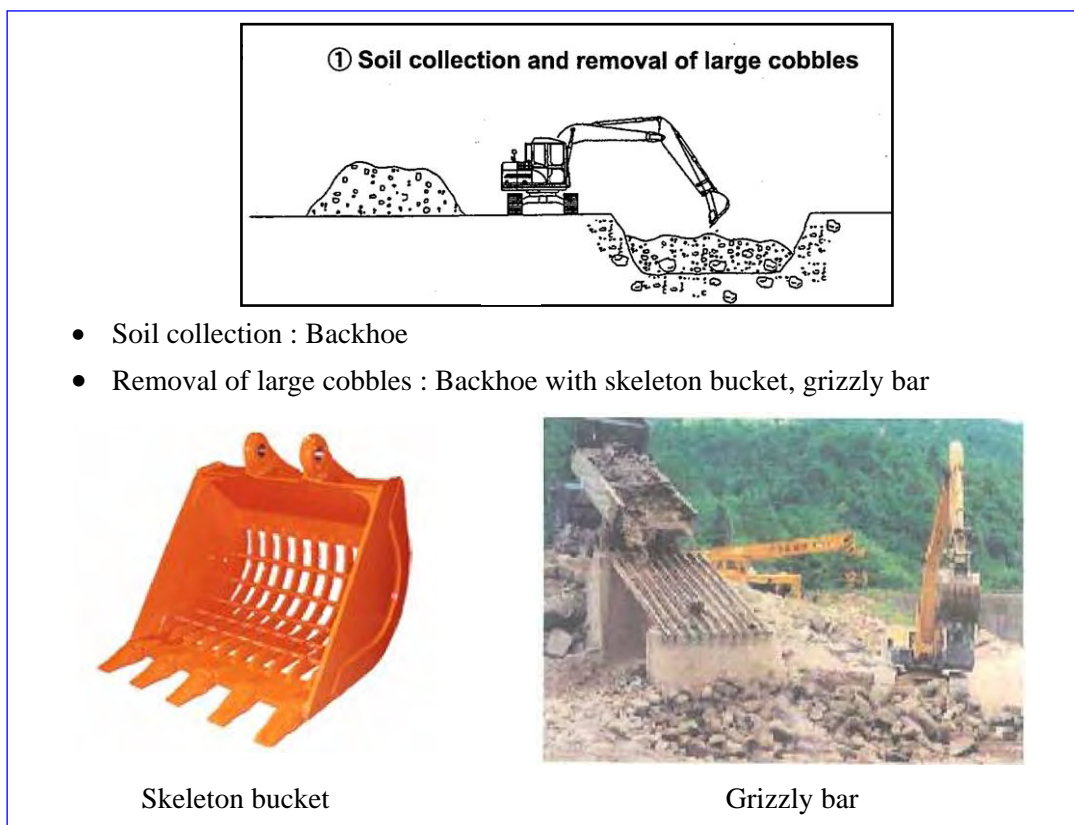 ① Soil collection and removal of large cobbles
• Soil collection : Backhoe
• Removal of large cobbles : Backhoe with skeleton bucket, grizzly bar
Skeleton bucket
Grizzly bar